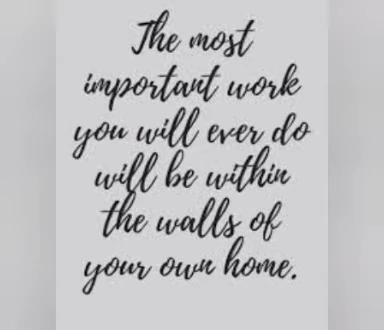 The most
important work
you will ever do
will be within
the walls of
your own home.